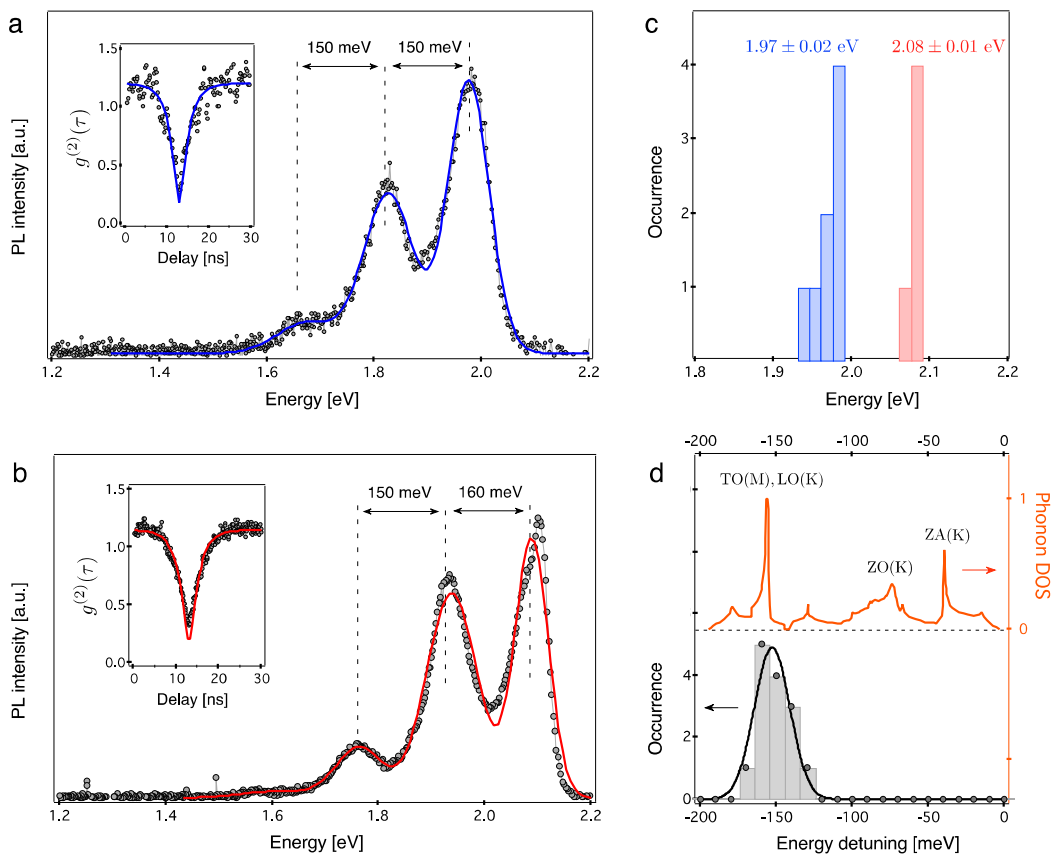 a
150 meV 150 meV
1.5
1.0
0.5
0.0
g(2)(τ)
0 10 20 30
Delay [ns]
PL intensity [a.u.]
1.2 1.4 1.6 1.8 2.0 2.2
Energy [eV]
c
1.97 ± 0.02 eV 2.08 ± 0.01 eV
4
3
2
1
Occurrence
1.8 1.9 2.0 2.1 2.2
Energy [eV]
b
150 meV 160 meV
1.5
1.0
0.5
0.0
g(2)(τ)
0 10 20 30
Delay [ns]
PL intensity [a.u.]
1.2 1.4 1.6 1.8 2.0 2.2
Energy [eV]
-200 -150 -100 -50 0
d
TO(M), LO(K)
ZO(K)
ZA(K)
1
0
Phonon DOS
4
2
0
Occurrence
-200 -150 -100 -50 0
Energy detuning [meV]